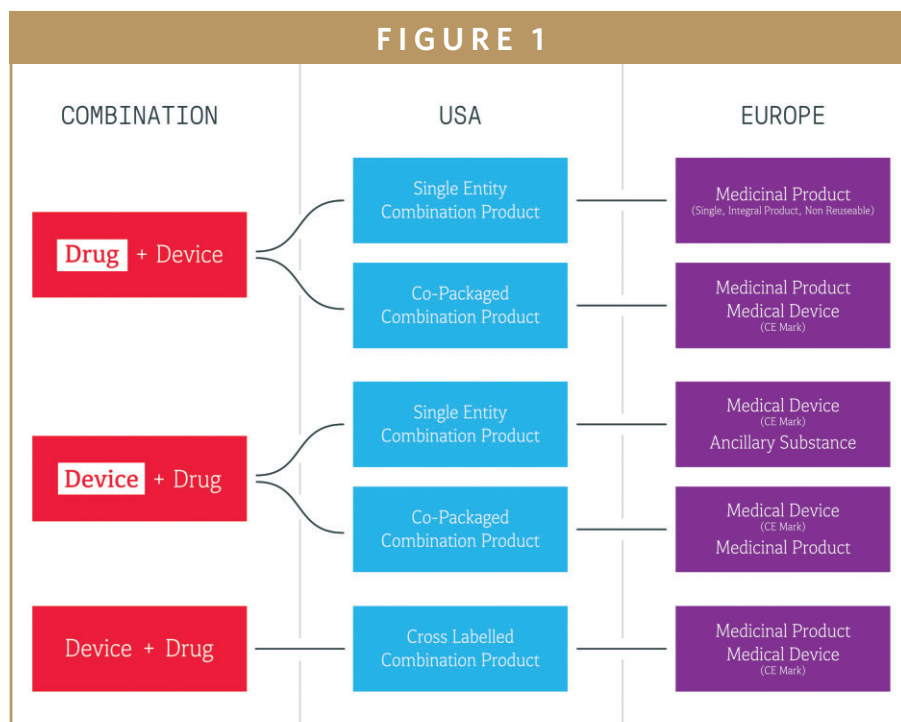 FIGURE 1
COMBINATION
USA
EUROPE
Drug + Device
Single Entity
Combination Product
Medicinal Product
(Single, Integral Product, Non Reuseable)
Co-Packaged
Combination Product
Medicinal Product
Medical Device
(CE Mark)
Device + Drug
Single Entity
Combination Product
Medical Device
(CE Mark)
Ancillary Substance
Co-Packaged
Combination Product
Medical Device
(CE Mark)
Medicinal Product
Device + Drug
Cross Labelled
Combination Product
Medicinal Product
Medical Device
(CE Mark)